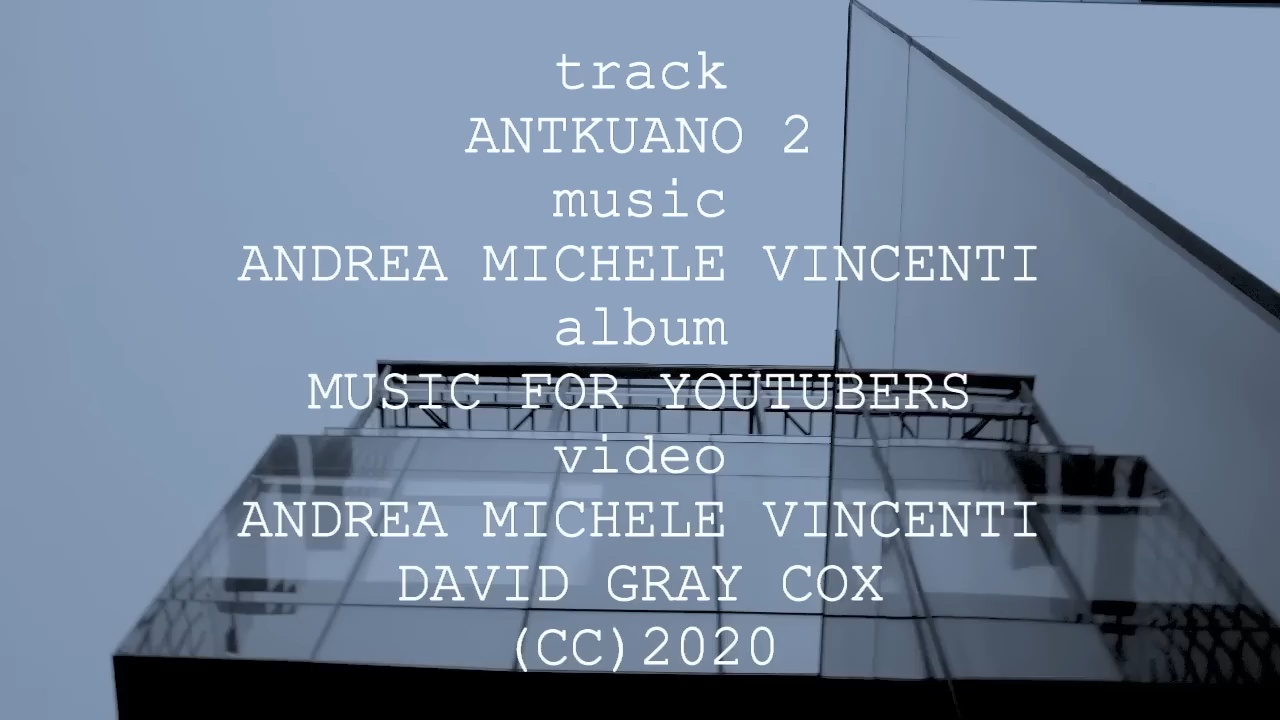 track
ANTKUANO 2
music
ANDREA MICHELE VINCENTI
album
MUSIC FOR YOUTUBERS
video
ANDREA MICHELE VINCENTI
DAVID GRAY COX
(CC)2020